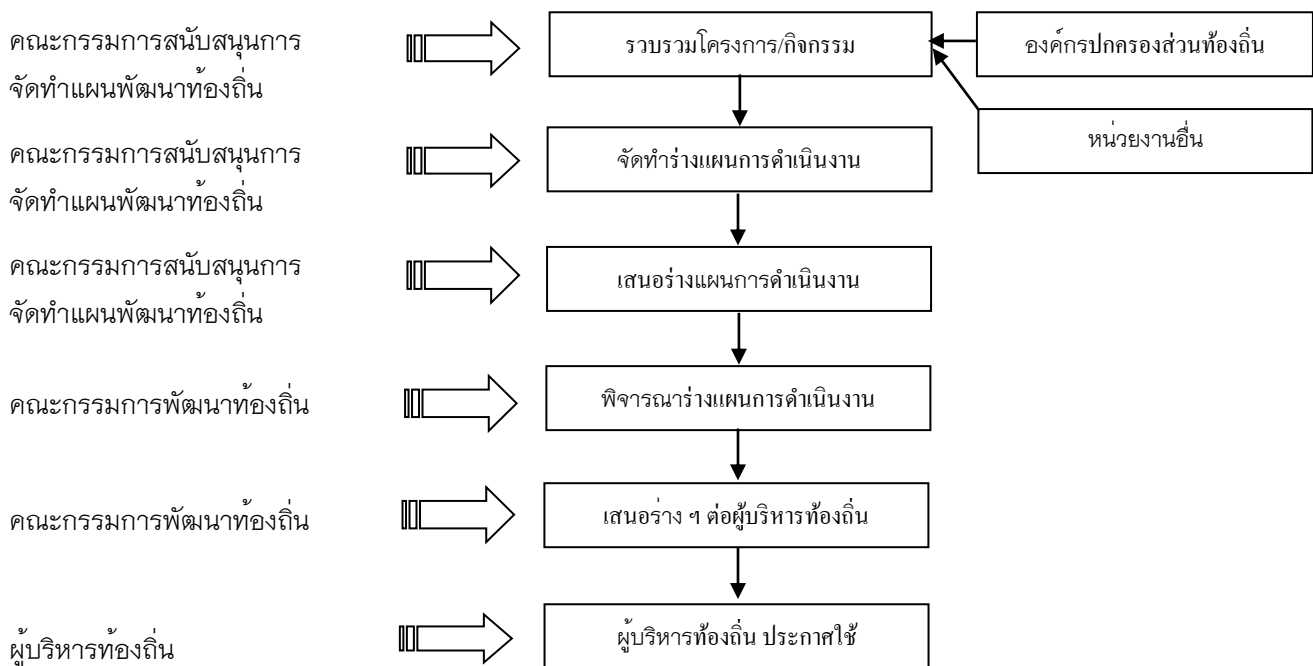 คณะกรรมการสนับสนุนการ
จัดทำแผนพัฒนาท้องถิ่น
รวบรวมโครงการ/กิจกรรม
องค์กรปกครองส่วนท้องถิ่น
หน่วยงานอื่น
คณะกรรมการสนับสนุนการ
จัดทำแผนพัฒนาท้องถิ่น
จัดทำร่างแผนการดำเนินงาน
คณะกรรมการสนับสนุนการ
จัดทำแผนพัฒนาท้องถิ่น
เสนอร่างแผนการดำเนินงาน
คณะกรรมการพัฒนาท้องถิ่น
พิจารณาร่างแผนการดำเนินงาน
คณะกรรมการพัฒนาท้องถิ่น
เสนอร่าง ฯ ต่อผู้บริหารท้องถิ่น
ผู้บริหารท้องถิ่น
ผู้บริหารท้องถิ่น ประกาศใช้